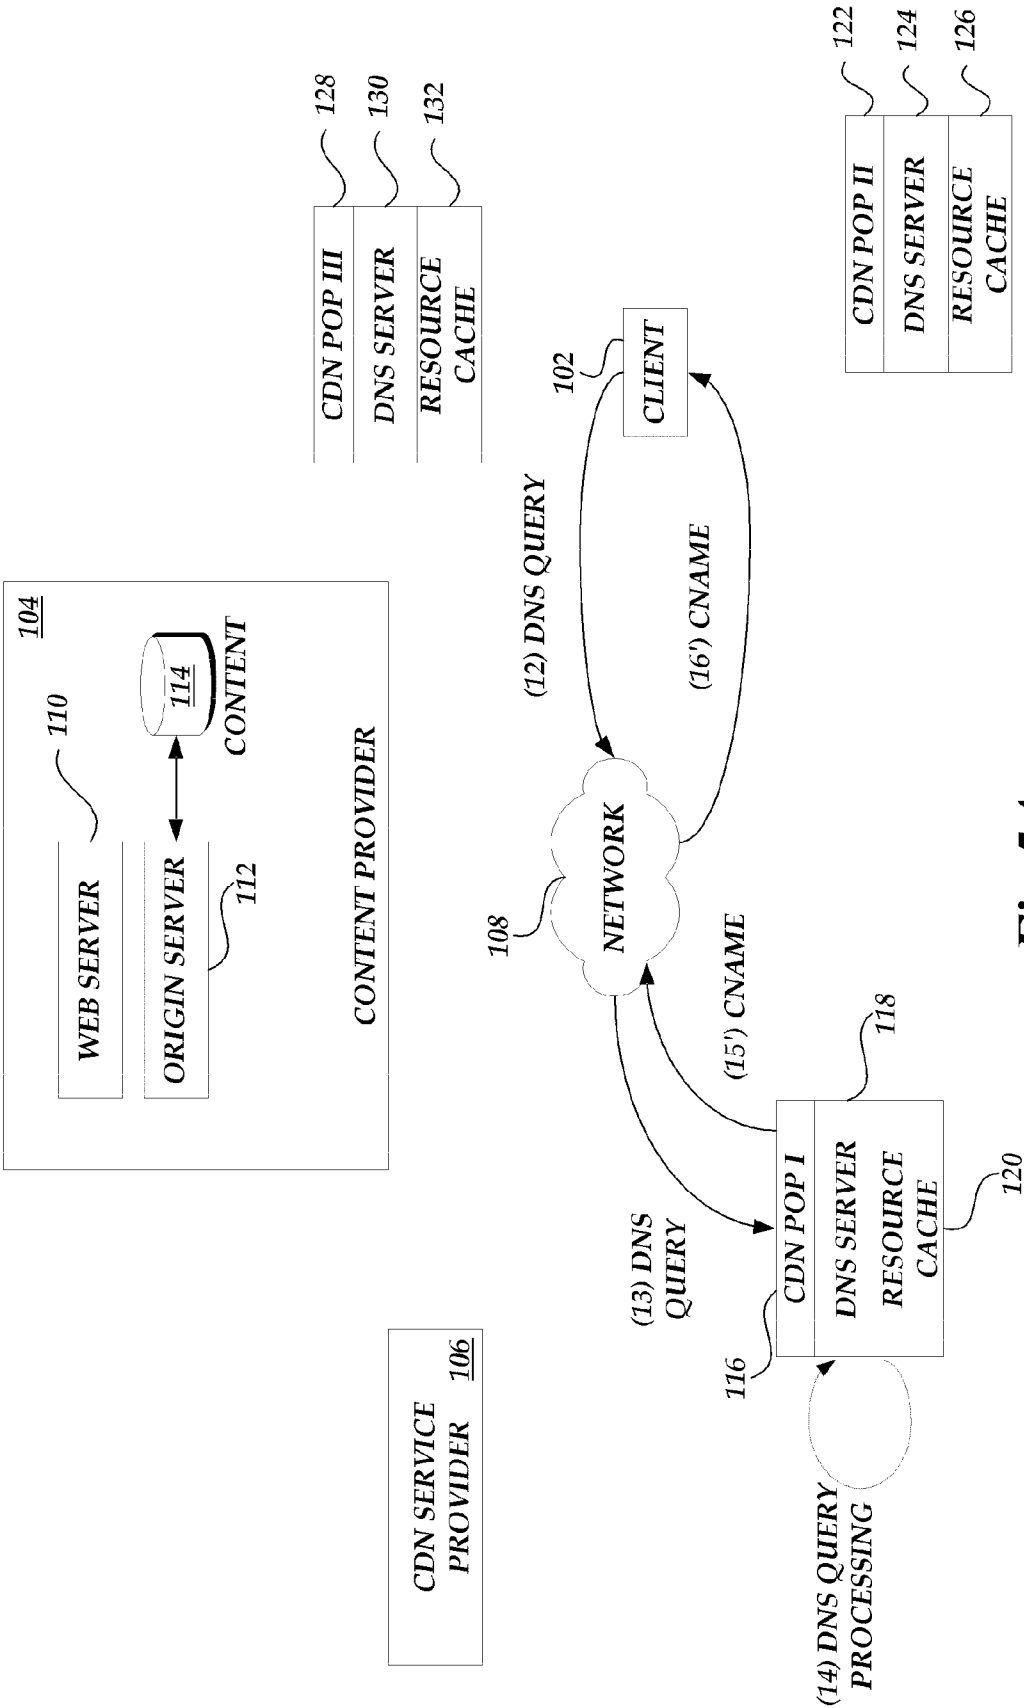 104
110
WEB SERVER
ORIGIN SERVER
112
114
CONTENT
CONTENT PROVIDER
CDN SERVICE
PROVIDER
106
128
CDN POP III
130
DNS SERVER
132
RESOURCE
CACHE
(12) DNS QUERY
102
CLIENT
108
NETWORK
(16') CNAME
(13) DNS
QUERY
(15') CNAME
116
CDN POP I
118
DNS SERVER
RESOURCE
CACHE
120
(14) DNS QUERY
PROCESSING
122
CDN POP II
124
DNS SERVER
126
RESOURCE
CACHE